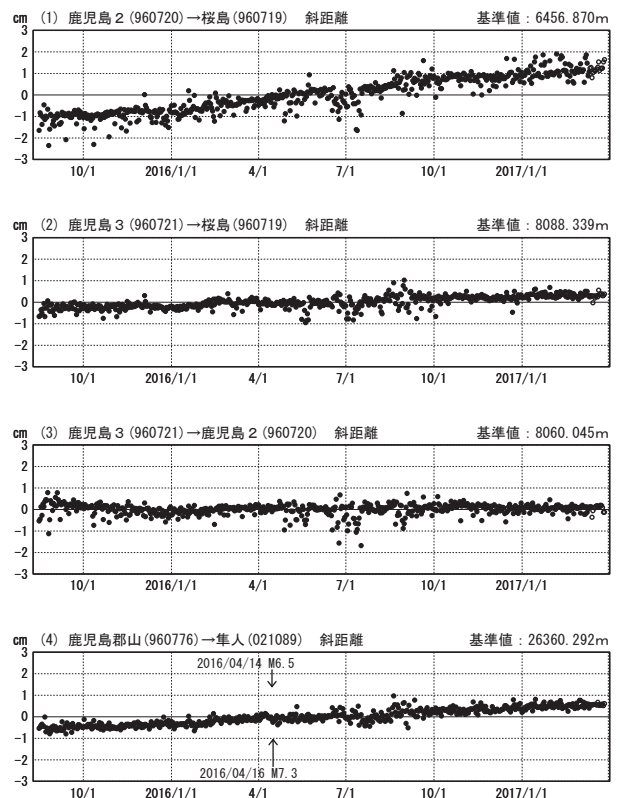 cm (1) 鹿児島２(960720)→桜島(960719) 斜距離 基準値：6456.870m
3
2
1
0
−1
−2
−3
10/1 2016/1/1 4/1 7/1 10/1 2017/1/1
cm (2) 鹿児島３(960721)→桜島(960719) 斜距離 基準値：8088.339m
3
2
1
0
−1
−2
−3
10/1 2016/1/1 4/1 7/1 10/1 2017/1/1
cm (3) 鹿児島３(960721)→鹿児島２(960720) 斜距離 基準値：8060.045m
3
2
1
0
−1
−2
−3
10/1 2016/1/1 4/1 7/1 10/1 2017/1/1
cm (4) 鹿児島郡山(960776)→隼人(021089) 斜距離 基準値：26360.292m
3
2016/04/14 M6.5
2
1
0
−1
−2
2016/04/16 M7.3
−3
10/1 2016/1/1 4/1 7/1 10/1 2017/1/1